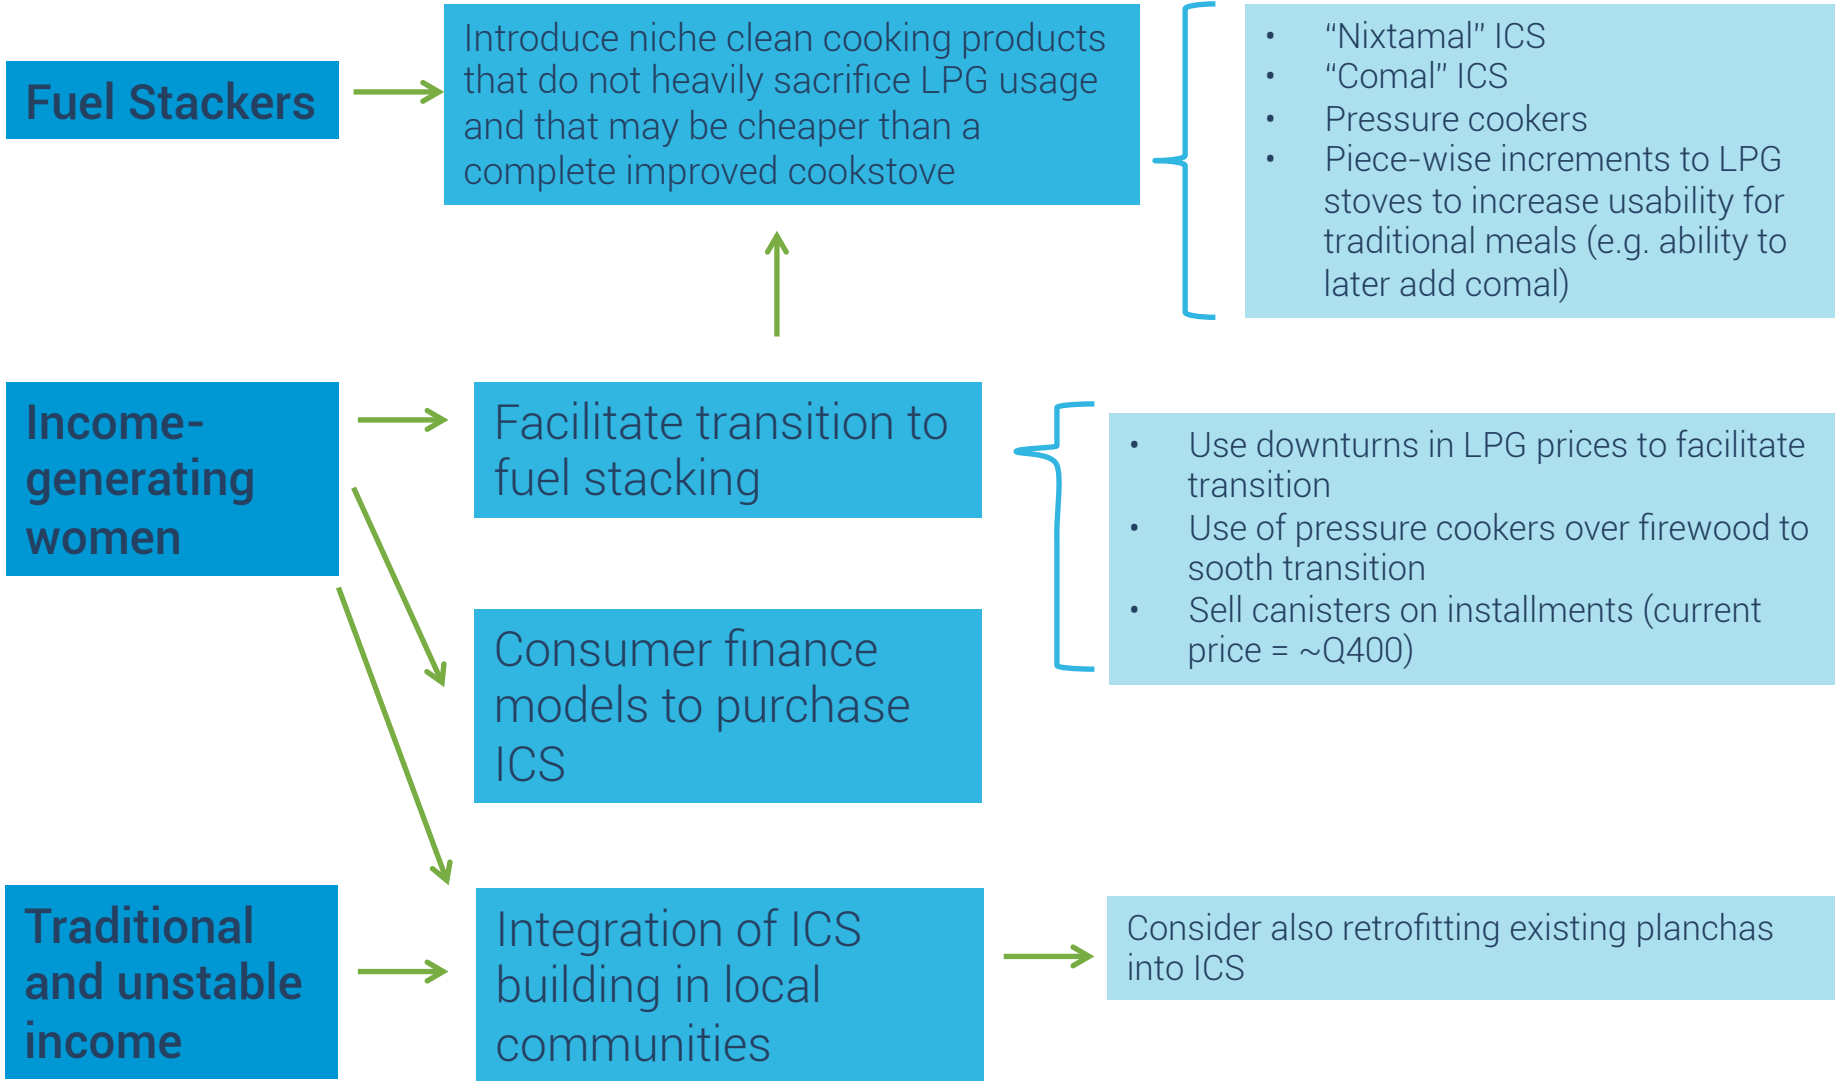 Fuel Stackers
Introduce niche clean cooking products
that do not heavily sacrifice LPG usage
and that may be cheaper than a
complete improved cookstove
• “Nixtamal” ICS
• “Comal” ICS
• Pressure cookers
• Piece-wise increments to LPG
stoves to increase usability for
traditional meals (e.g. ability to
later add comal)
Income-
generating
women
Facilitate transition to
fuel stacking
• Use downturns in LPG prices to facilitate
transition
• Use of pressure cookers over firewood to
sooth transition
• Sell canisters on installments (current
price = ~Q400)
Consumer finance
models to purchase
ICS
Traditional
and unstable
income
Integration of ICS
building in local
communities
Consider also retrofitting existing planchas
into ICS